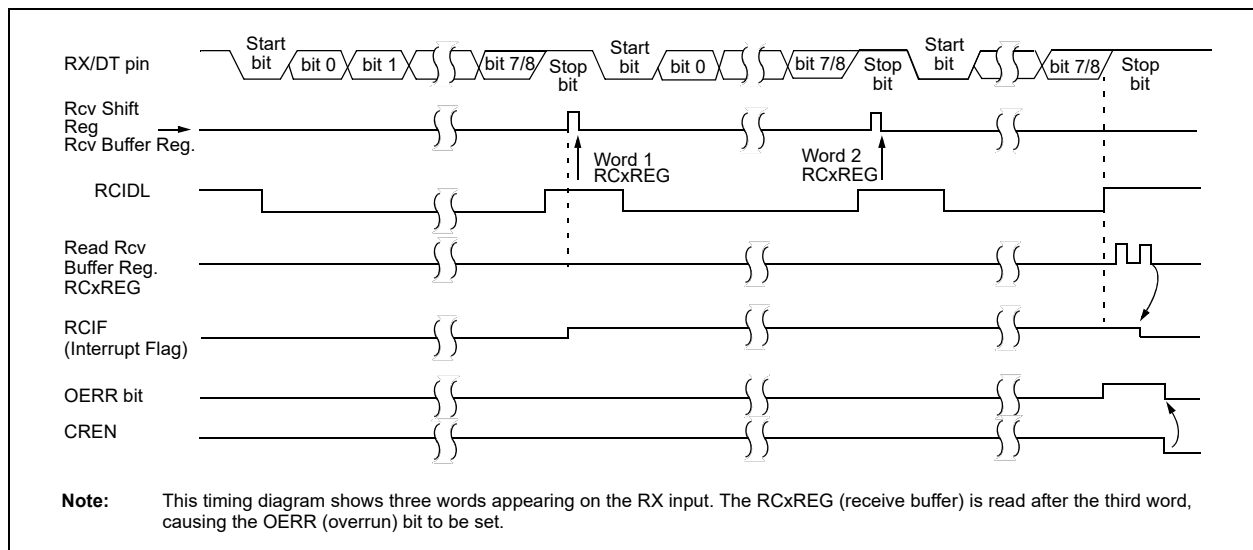 RX/DT pin
Start
bit
bit 0
bit 1
bit 7/8
Stop
bit
Start
bit
bit 0
bit 7/8
Stop
bit
Start
bit
bit 7/8
Stop
bit
Rcv Shift
Reg
Rcv Buffer Reg.
Word 1
RCxREG
Word 2
RCxREG
RCIDL
Read Rcv
Buffer Reg.
RCxREG
RCIF
(Interrupt Flag)
OERR bit
CREN
Note: This timing diagram shows three words appearing on the RX input. The RCxREG (receive buffer) is read after the third word,
causing the OERR (overrun) bit to be set.